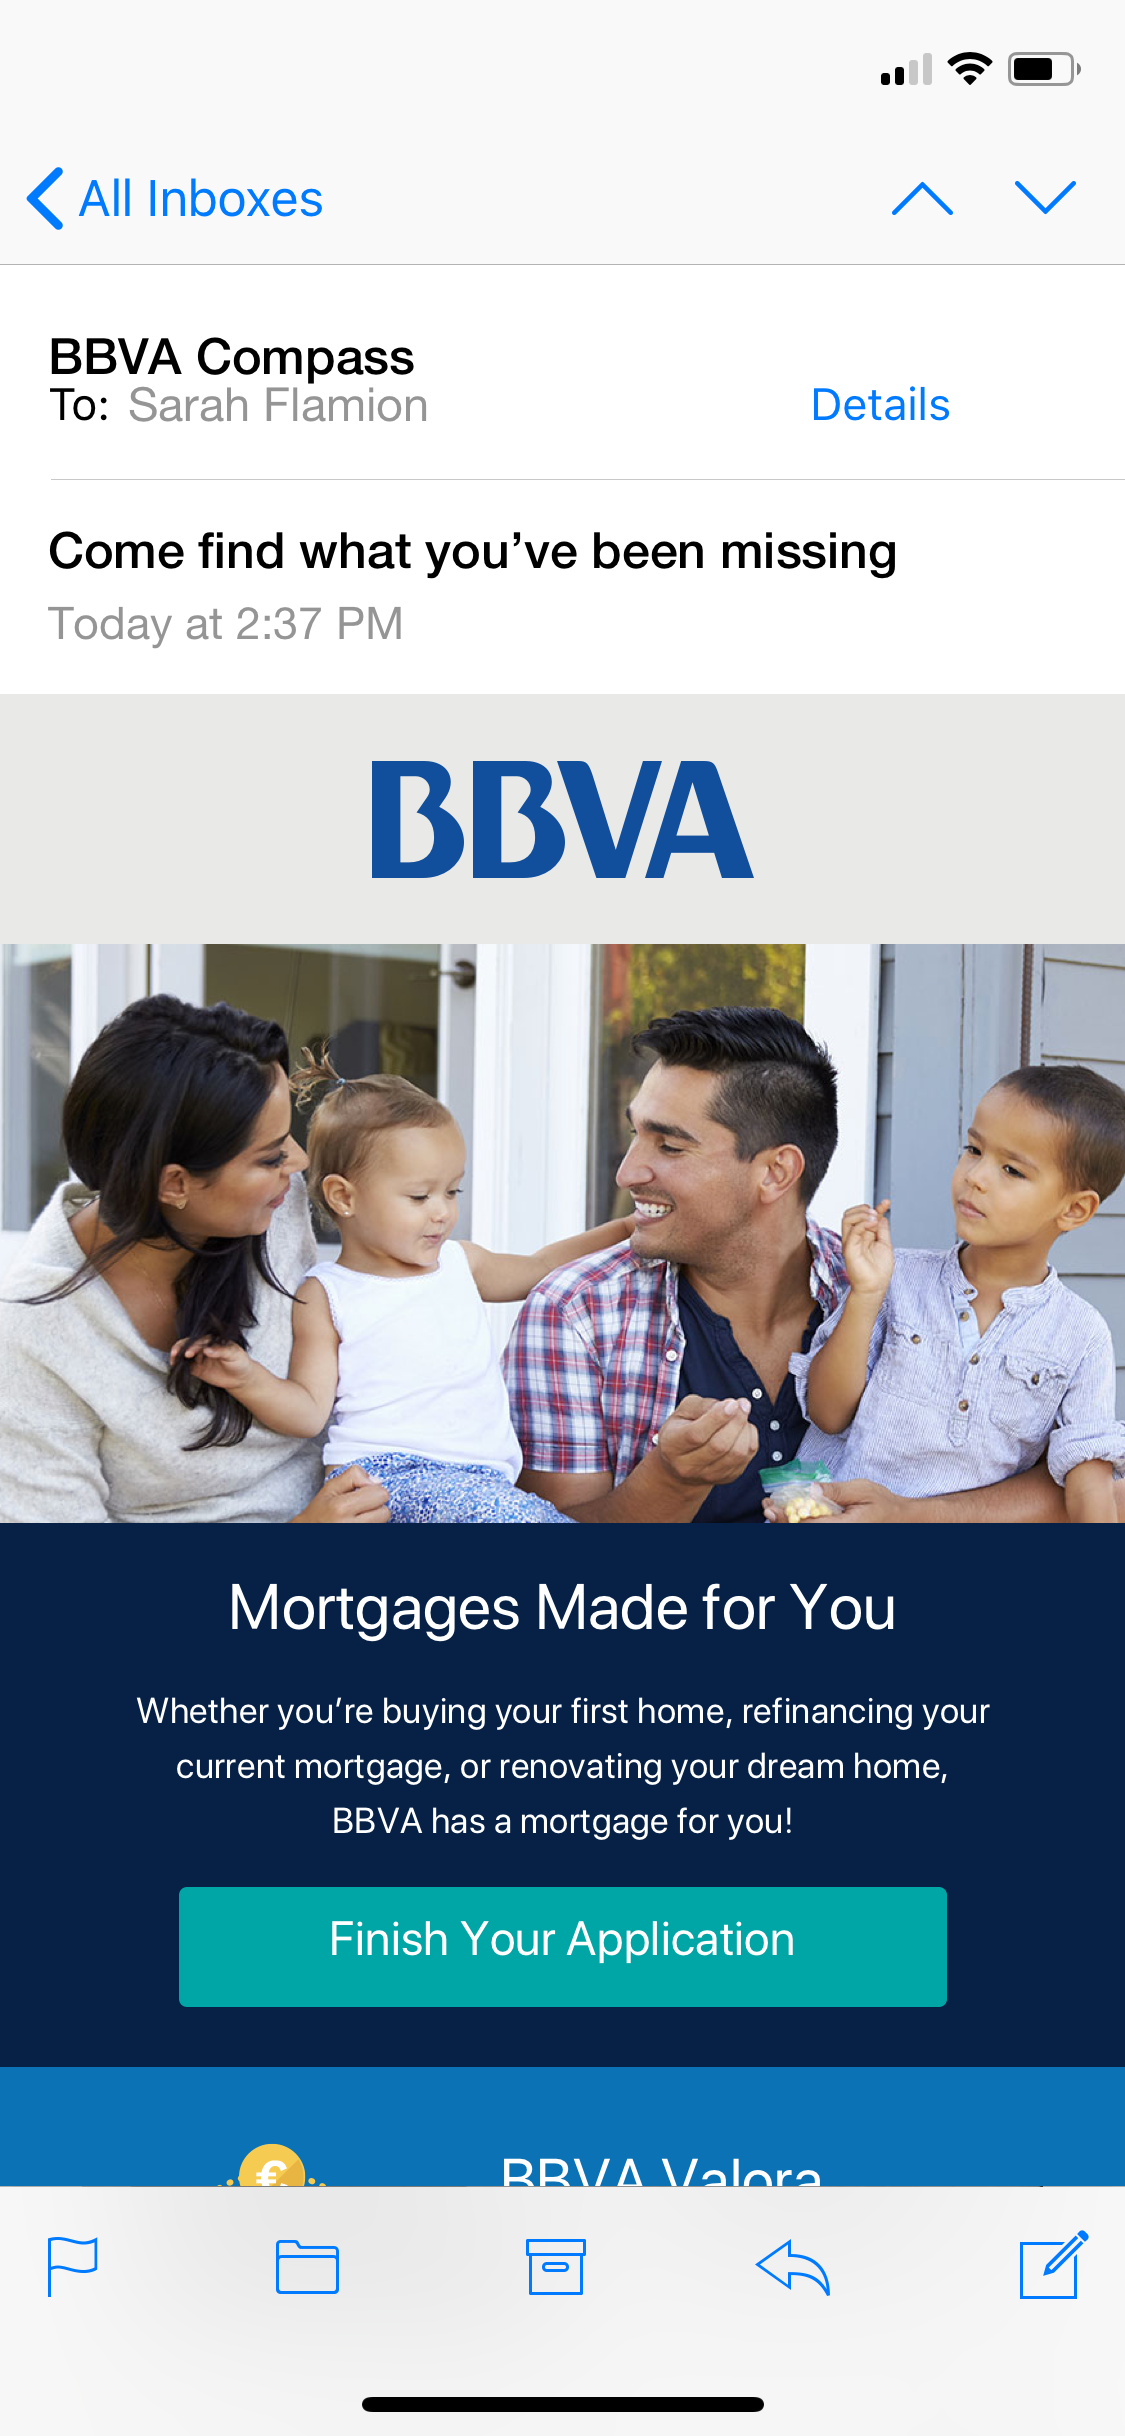 All Inboxes
BBVA Compass
To: Sarah Flamion
Details
Come find what you’ve been missing
Today at 2:37 PM
BBVA
Mortgages Made for You
Whether you’re buying your first home, refinancing your
current mortgage, or renovating your dream home,
BBVA has a mortgage for you!
Finish Your Application
€
BBVA Valora